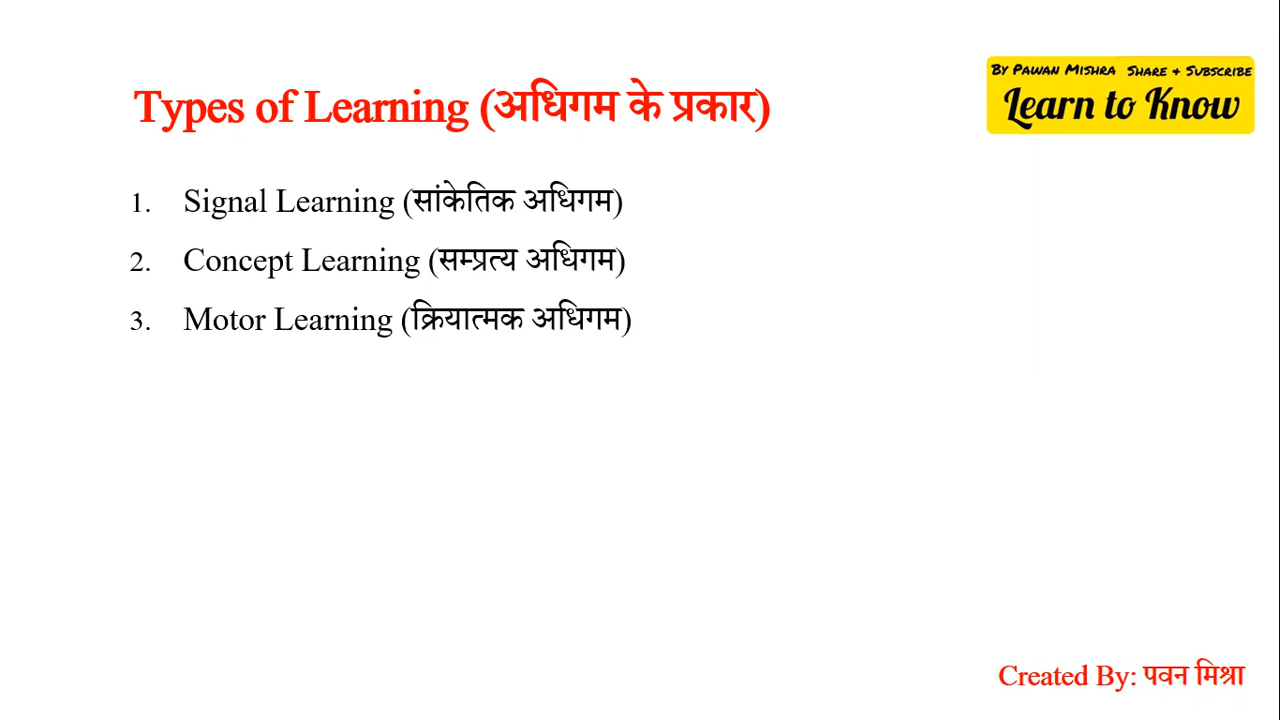 By Pawan Mishra Share & Subscribe
Learn to Know
Types of Learning (अधिगम के प्रकार)
1. Signal Learning (सांकेतिक अधिगम)
2. Concept Learning (सम्प्रत्य अधिगम)
3. Motor Learning (क्रियात्मक अधिगम)
Created By: पवन मिश्रा